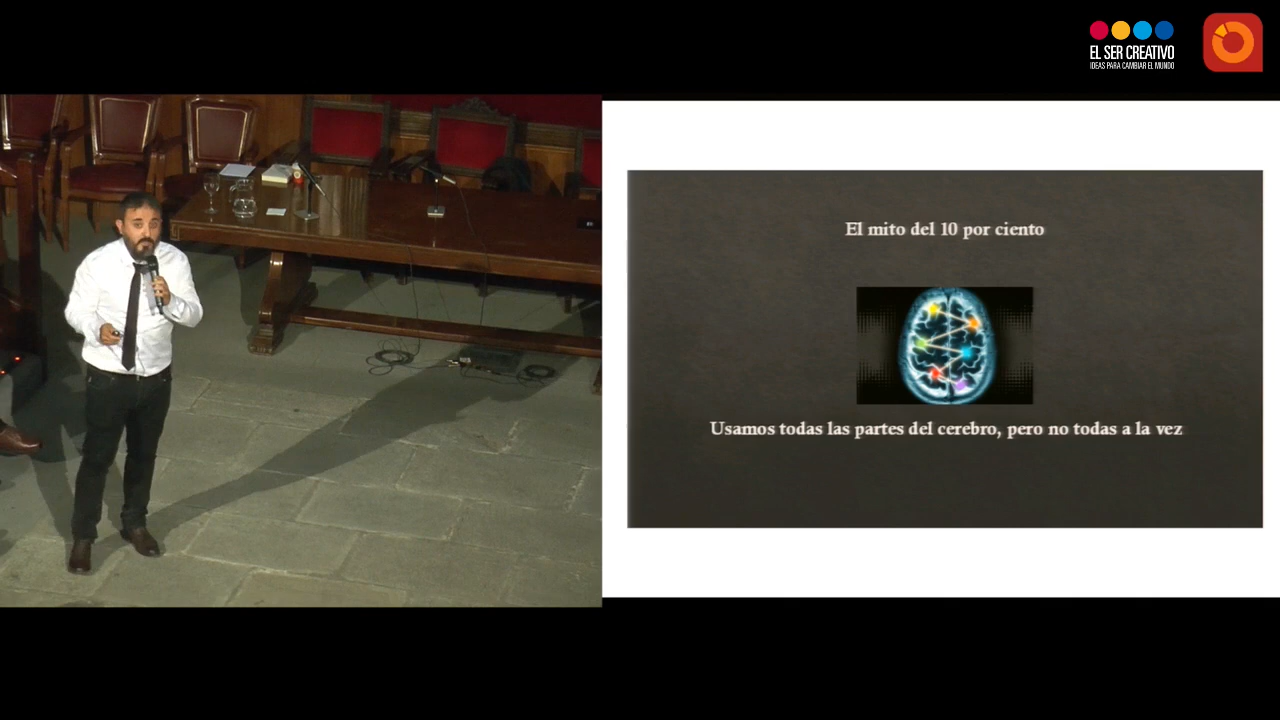 EL SER CREATIVO
IDEAS PARA CAMBIAR EL MUNDO
El mito del 10 por ciento
Usamos todas las partes del cerebro, pero no todas a la vez